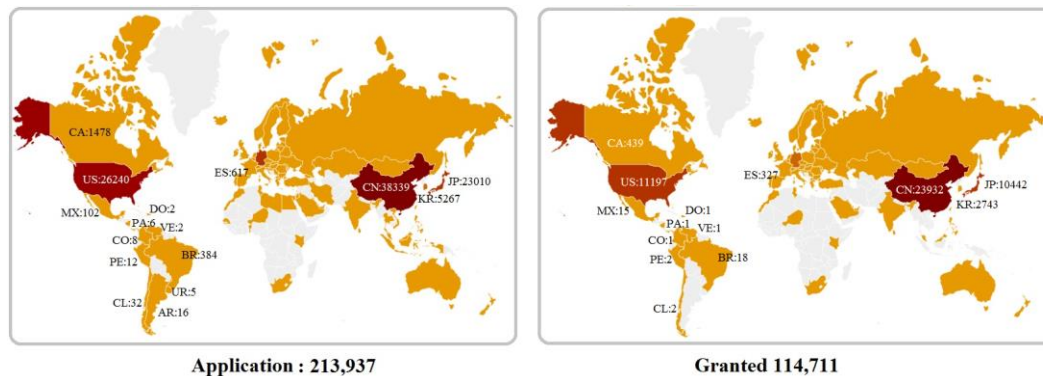 CA:1478
ES:617
US:26240
CN:38339
JP:23010
KR:5267
MX:102
DO:2
PA:6
VE:2
CO:8
BR:384
PE:12
UR:5
CL:32
AR:16
Application : 213,937
CA:439
ES:327
US:11197
CN:23932
JP:10442
KR:2743
MX:15
DO:1
PA:1
VE:1
CO:1
PE:2
BR:18
CL:2
Granted 114,711